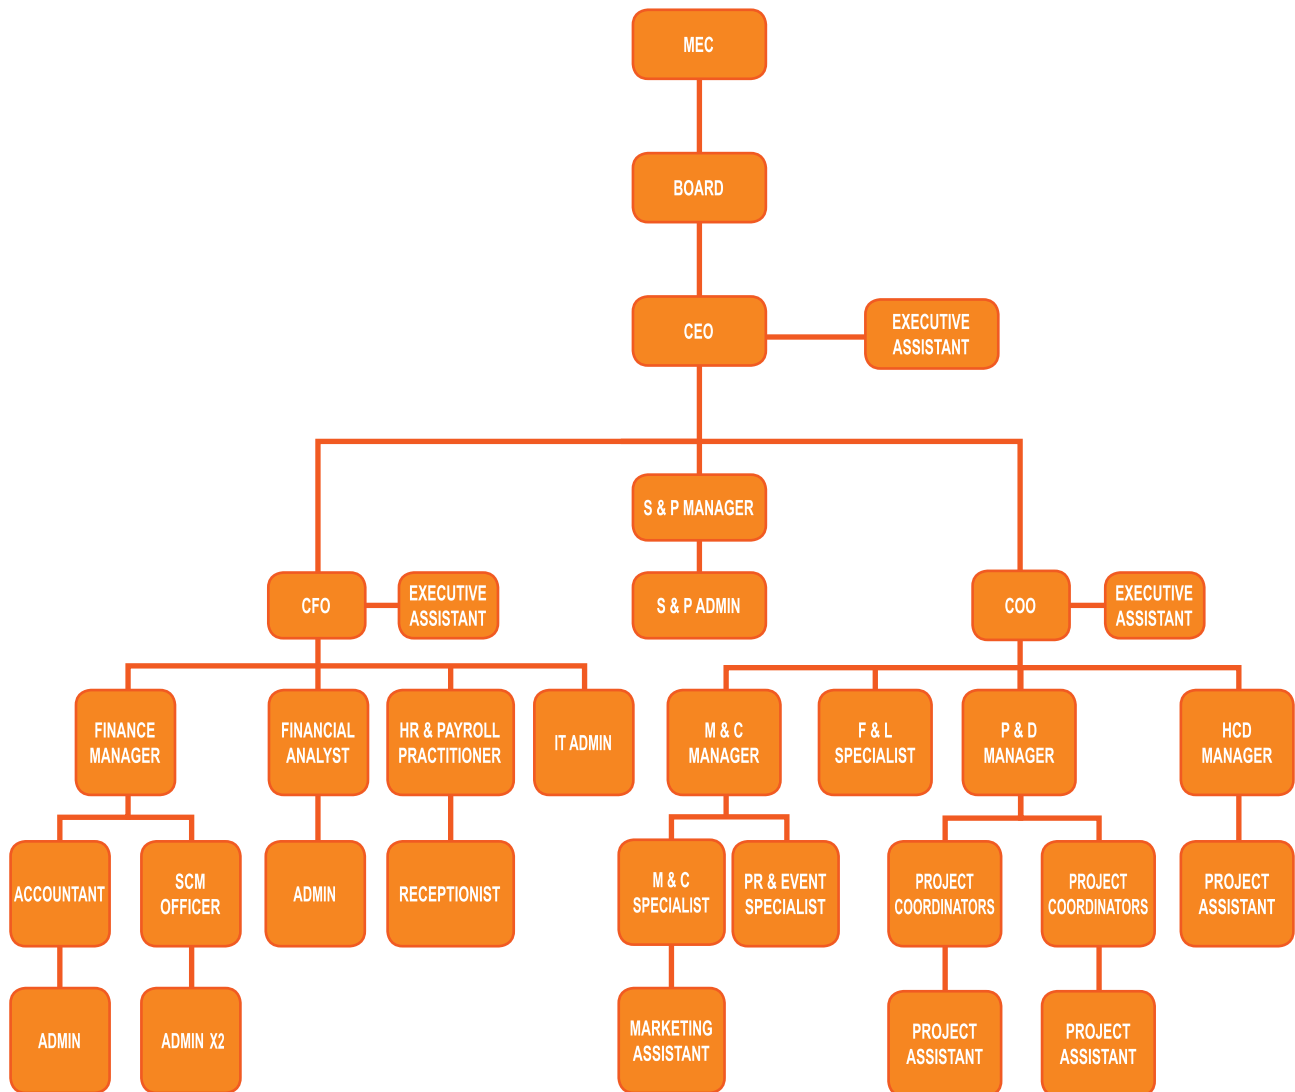 MEC
BOARD
CEO
EXECUTIVE
ASSISTANT
S & P MANAGER
CFO
EXECUTIVE
ASSISTANT
S & P ADMIN
COO
EXECUTIVE
ASSISTANT
FINANCE
MANAGER
FINANCIAL
ANALYST
HR & PAYROLL
PRACTITIONER
IT ADMIN
M & C
MANAGER
F & L
SPECIALIST
P & D
MANAGER
HCD
MANAGER
ACCOUNTANT
SCM
OFFICER
ADMIN
RECEPTIONIST
M & C
SPECIALIST
PR & EVENT
SPECIALIST
PROJECT
COORDINATORS
PROJECT
COORDINATORS
PROJECT
ASSISTANT
ADMIN
ADMIN X2
MARKETING
ASSISTANT
PROJECT
ASSISTANT
PROJECT
ASSISTANT